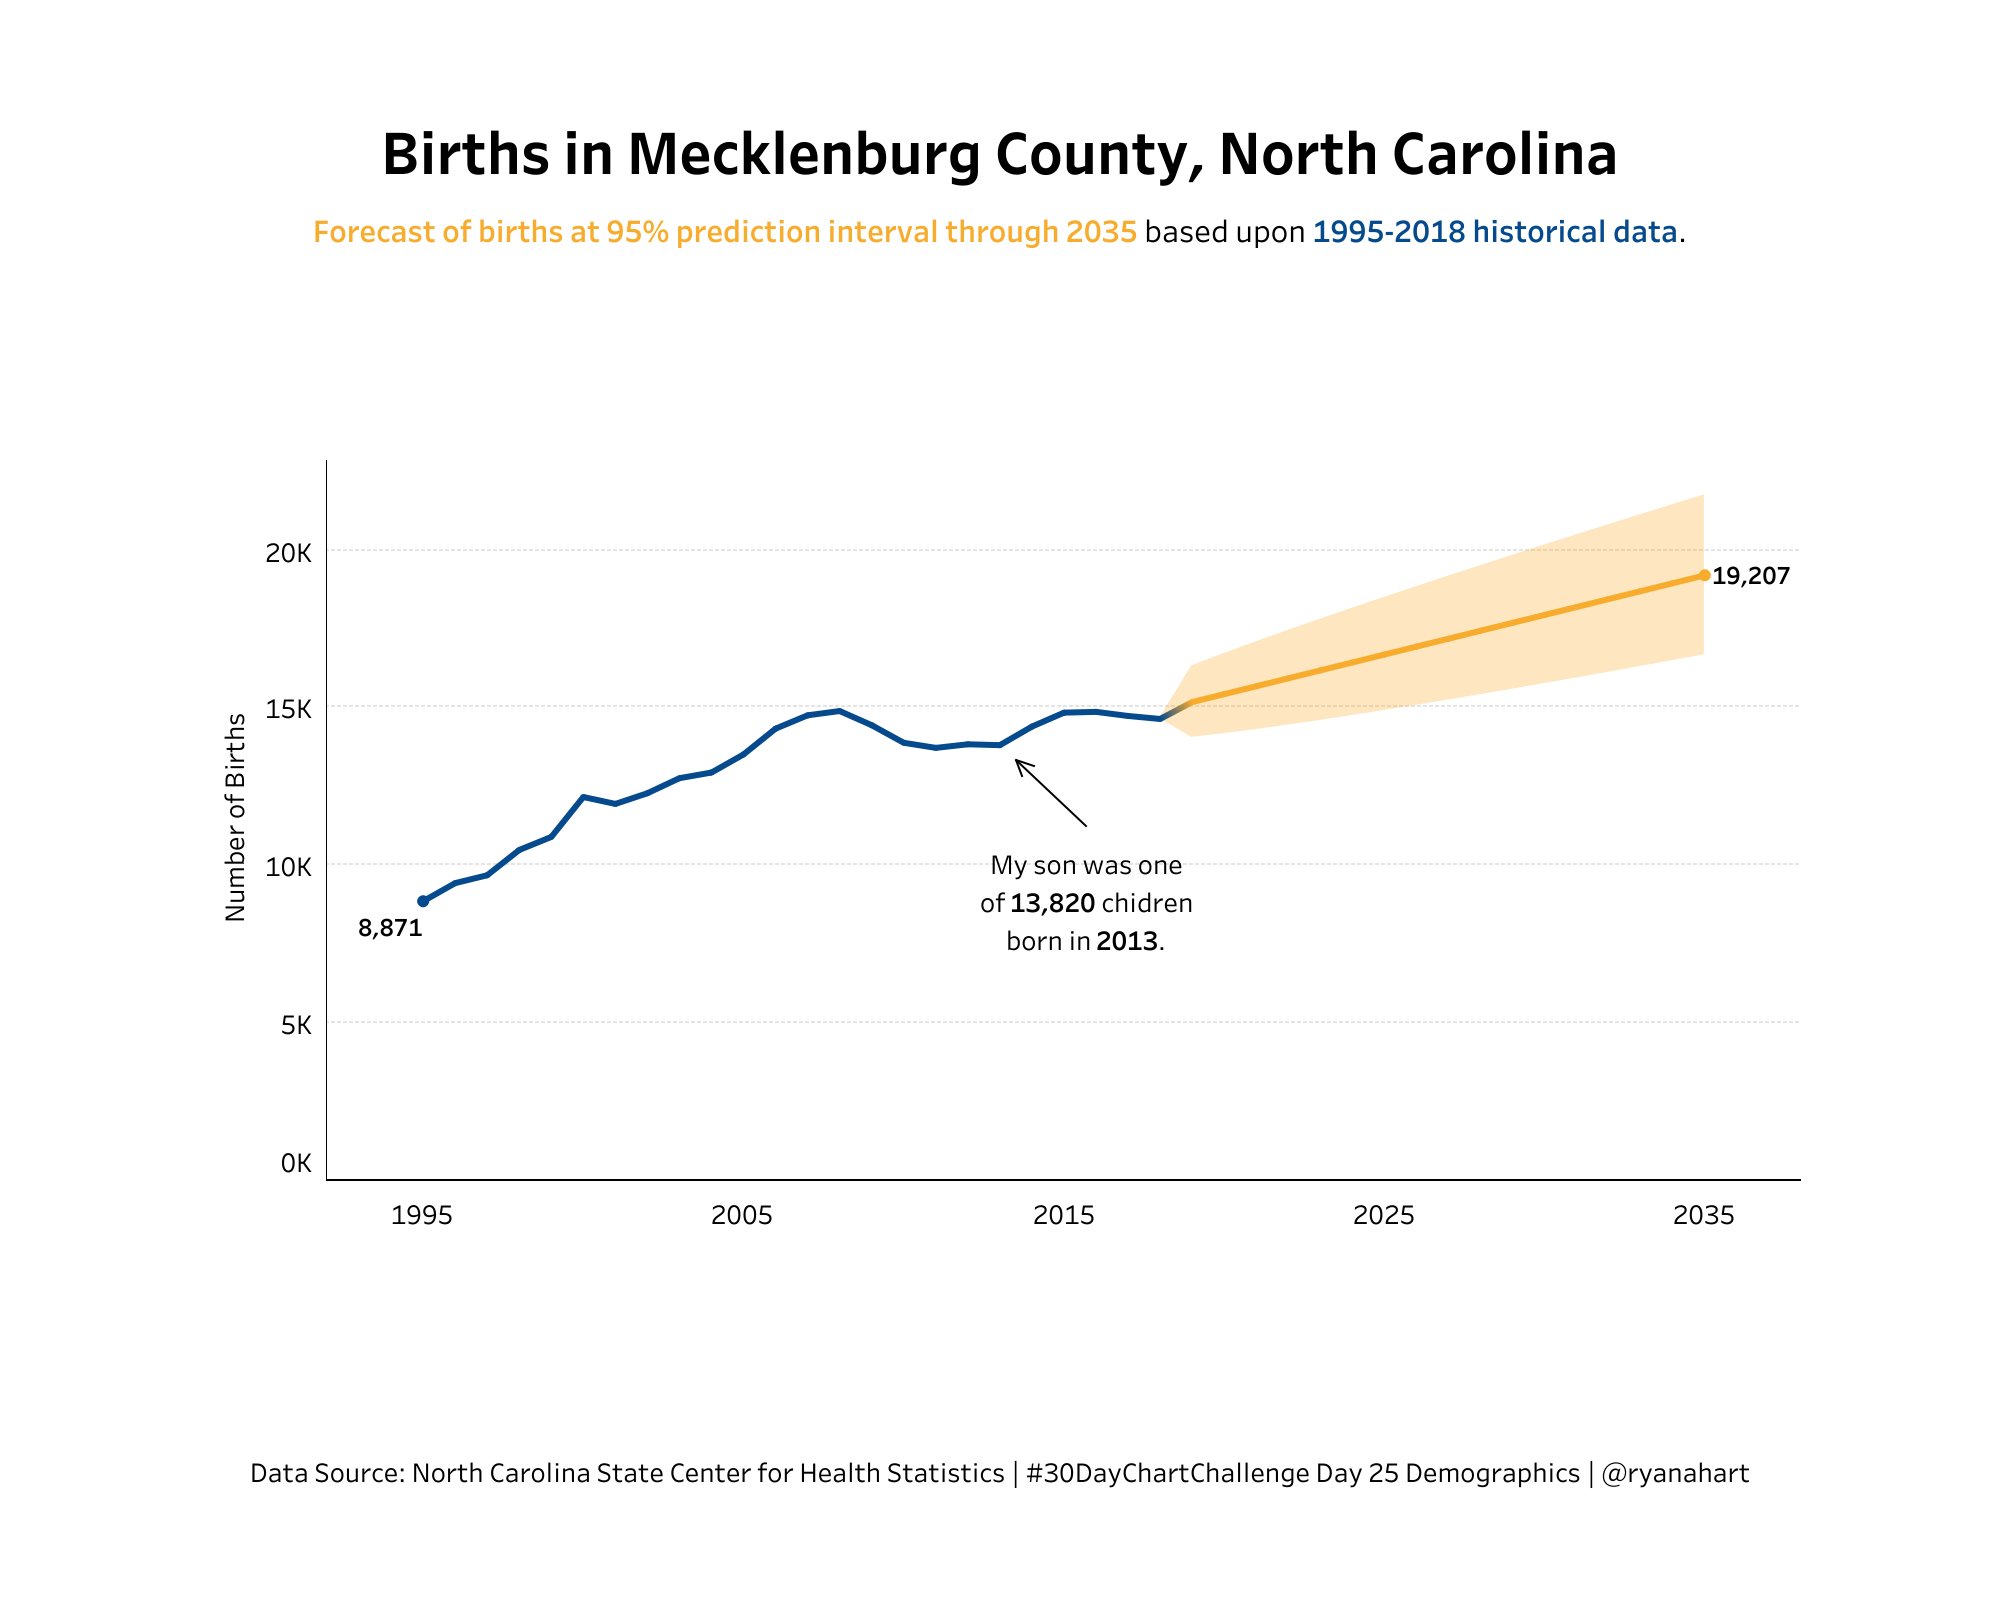 Births in Mecklenburg County, North Carolina
Forecast of births at 95% prediction interval through 2035 based upon 1995-2018 historical data.
Number of Births
20K
15K
10K
5K
0K
8,871
19,207
My son was one
of 13,820 chidren
born in 2013.
1995
2005
2015
2025
2035
Data Source: North Carolina State Center for Health Statistics | #30DayChartChallenge Day 25 Demographics | @ryanahart